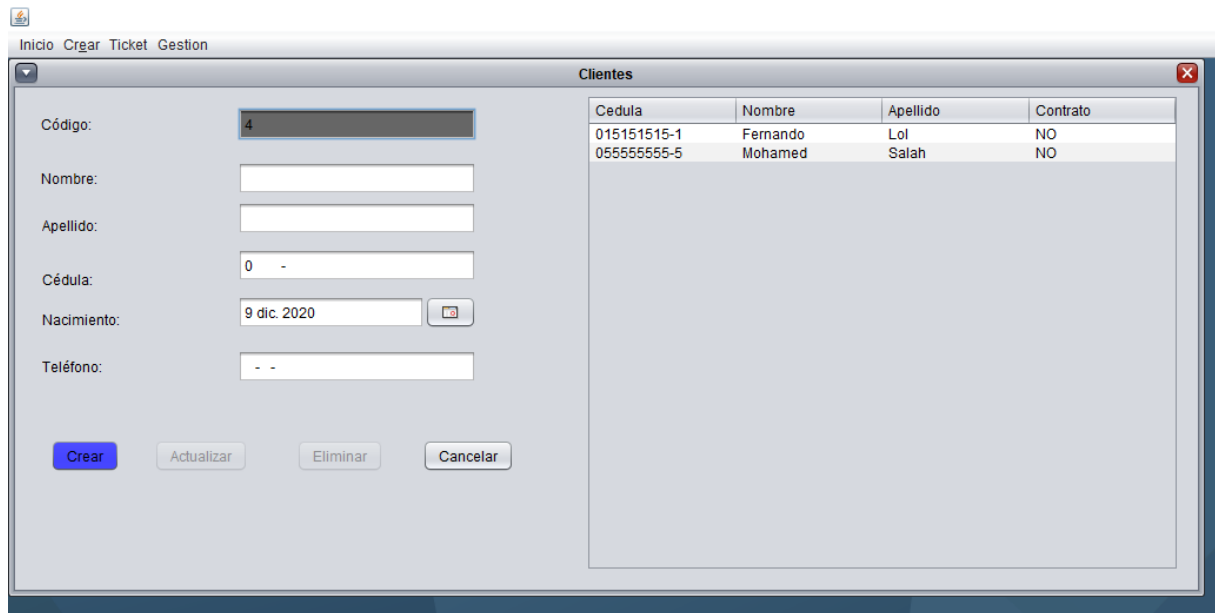 Inicio Crear Ticket Gestion
Clientes
Código: 4
Nombre:
Apellido:
Cédula: 0 -
Nacimiento: 9 dic. 2020
Teléfono: - -
Crear Actualizar Eliminar Cancelar
Cedula Nombre Apellido Contrato
015151515-1 Fernando Lol NO
055555555-5 Mohamed Salah NO